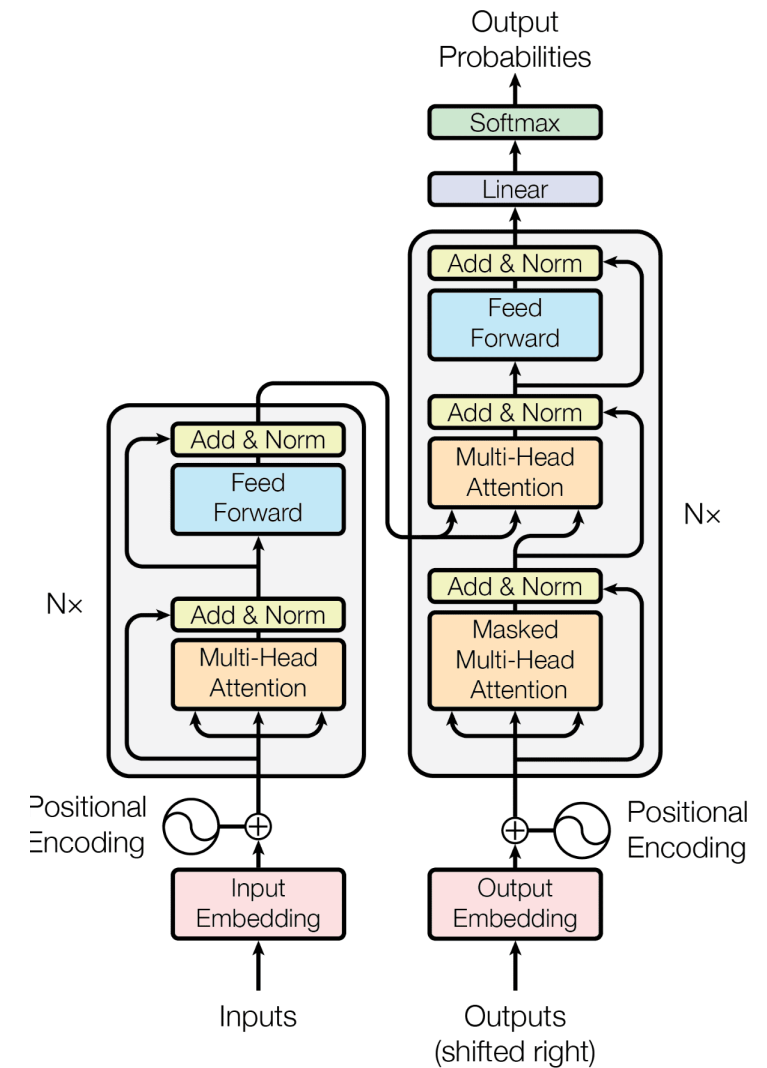 Output
Probabilities
Softmax
Linear
Add & Norm
Feed
Forward
Add & Norm
Multi-Head
Attention
Nx
Add & Norm
Masked
Multi-Head
Attention
Add & Norm
Feed
Forward
Nx
Add & Norm
Multi-Head
Attention
Positional
Encoding
Positional
Encoding
Input
Embedding
Output
Embedding
Inputs
Outputs
(shifted right)